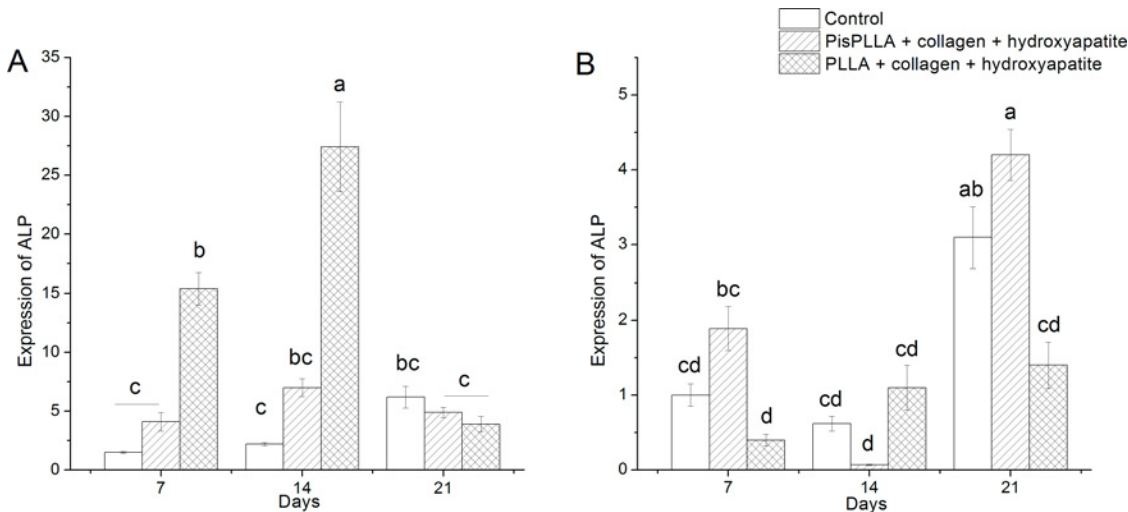 Control
PisPLLA + collagen + hydroxyapatite
PLLA + collagen + hydroxyapatite
A
Expression of ALP
35
30
25
20
15
10
5
0
c
b
c
bc
a
bc
c
7
14
21
Days
B
Expression of ALP
5
4
3
2
1
0
cd
bc
d
cd
d
cd
ab
a
cd
7
14
21
Days